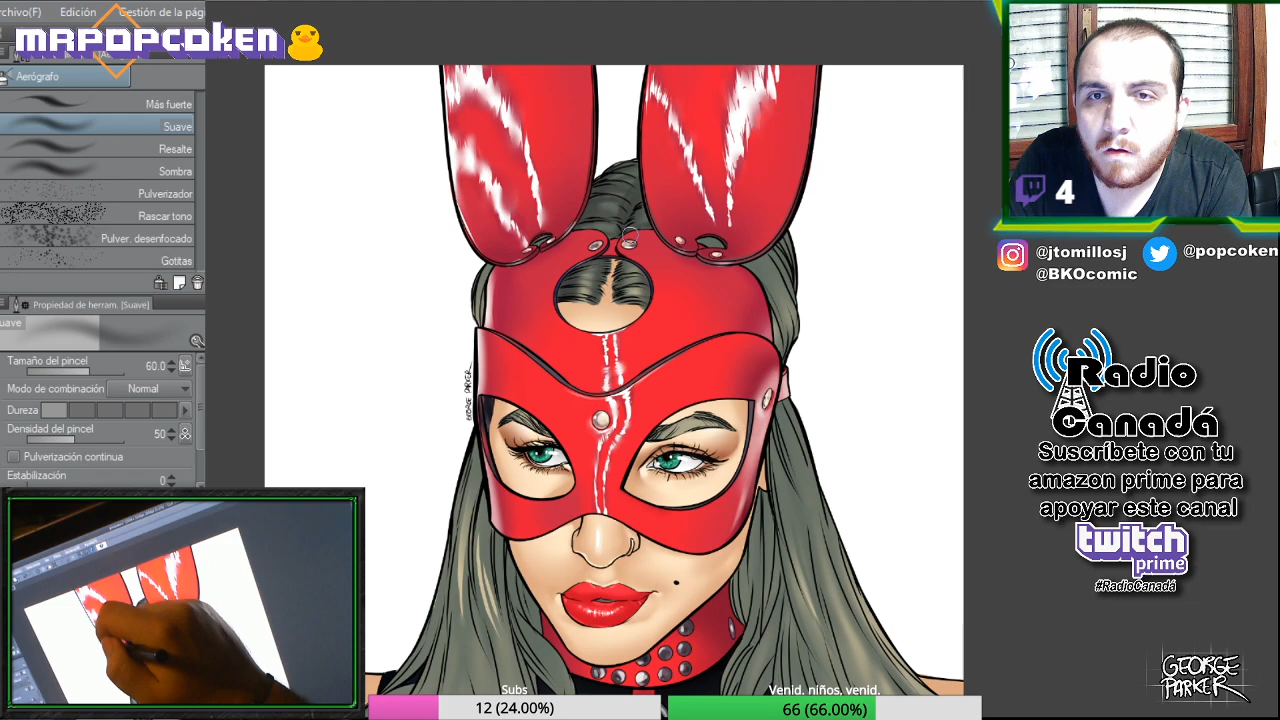 rchivo(F) Edición Gestión de la pág
MRPOPCOKEN
Aerógrafo
Más fuerte
Suave
Resalte
Sombra
Pulverizador
Rascar tono
Pulver. desenfocado
Gotitas
Propiedad de herram. [Suave]
uave
Tamaño del pincel 60.0
Modo de combinación Normal
Dureza
Densidad del pincel 50
Pulverización continua
Estabilización 0
GEORGE PARKER
4
@jtomillosj @popcoken
@BKOcomic
Radio
Canadá
Suscríbete con tu
amazon prime para
apoyar este canal
twitch
prime
#RadioCanadá
GEORGE
PARKER
Subs
12 (24.00%)
Venid, niños, venid.
66 (66.00%)